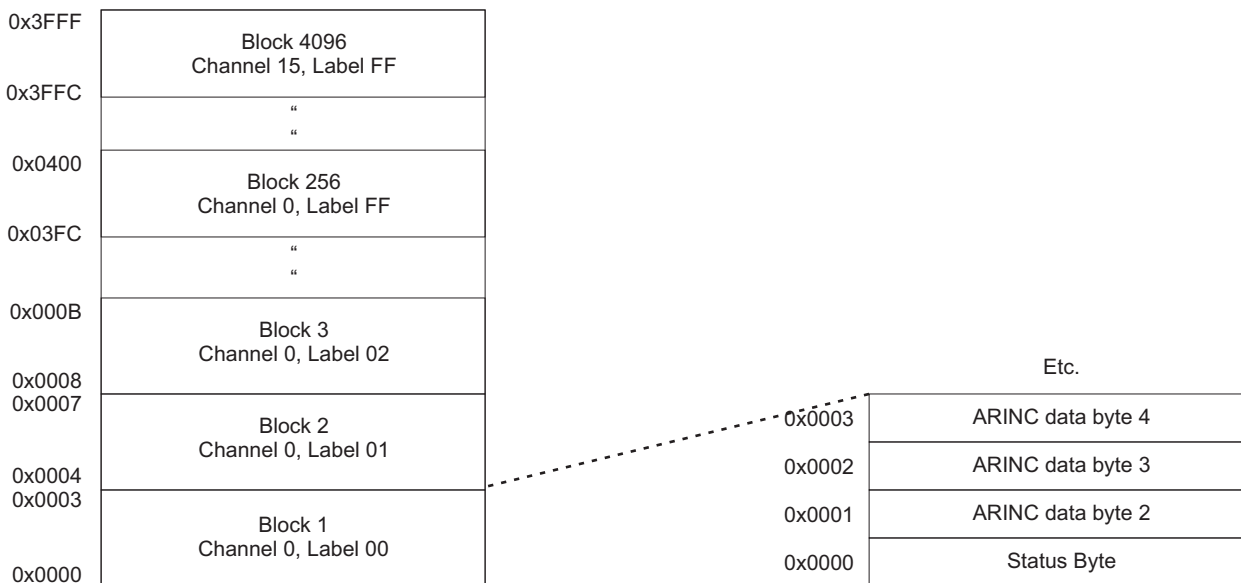 0x3FFF
Block 4096
Channel 15, Label FF
0x3FFC
“
“
0x0400
Block 256
Channel 0, Label FF
0x03FC
“
“
0x000B
Block 3
Channel 0, Label 02
0x0008
0x0007
Block 2
Channel 0, Label 01
0x0004
0x0003
Block 1
Channel 0, Label 00
0x0000
Etc.
0x0003 ARINC data byte 4
0x0002 ARINC data byte 3
0x0001 ARINC data byte 2
0x0000 Status Byte